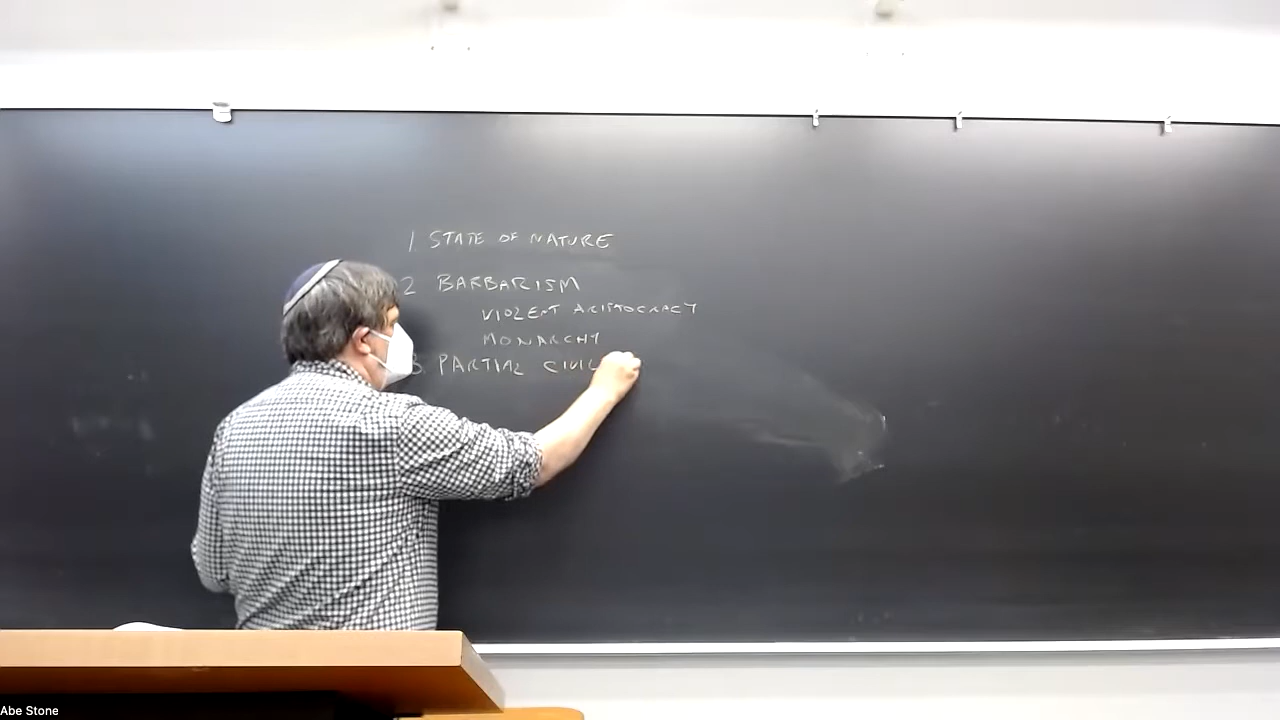 1. STATE OF NATURE
2 BARBARISM
VIOLENT ARISTOCRACY
MONARCHY
3. PARTIAL CIVIL
Abe Stone